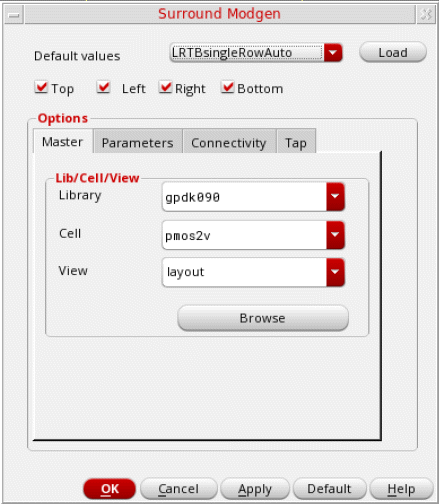 Surround Modgen
Default values LRTBsingleRowAuto Load
Top Left Right Bottom
Options
Master Parameters Connectivity Tap
Lib/Cell/View
Library gpdk090
Cell pmos2v
View layout
Browse
OK Cancel Apply Default Help